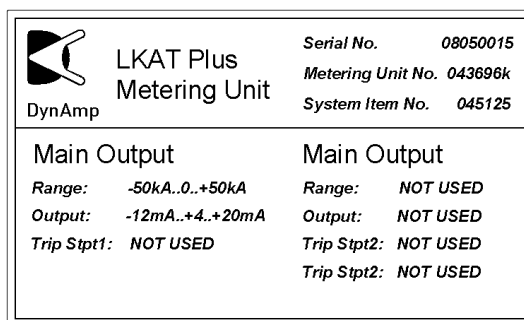 DynAmp
LKAT Plus
Metering Unit
Serial No. 08050015
Metering Unit No. 043696k
System Item No. 045125
Main Output
Range: -50kA..0..+50kA
Output: -12mA..+4..+20mA
Trip Stpt1: NOT USED
Main Output
Range: NOT USED
Output: NOT USED
Trip Stpt2: NOT USED
Trip Stpt2: NOT USED